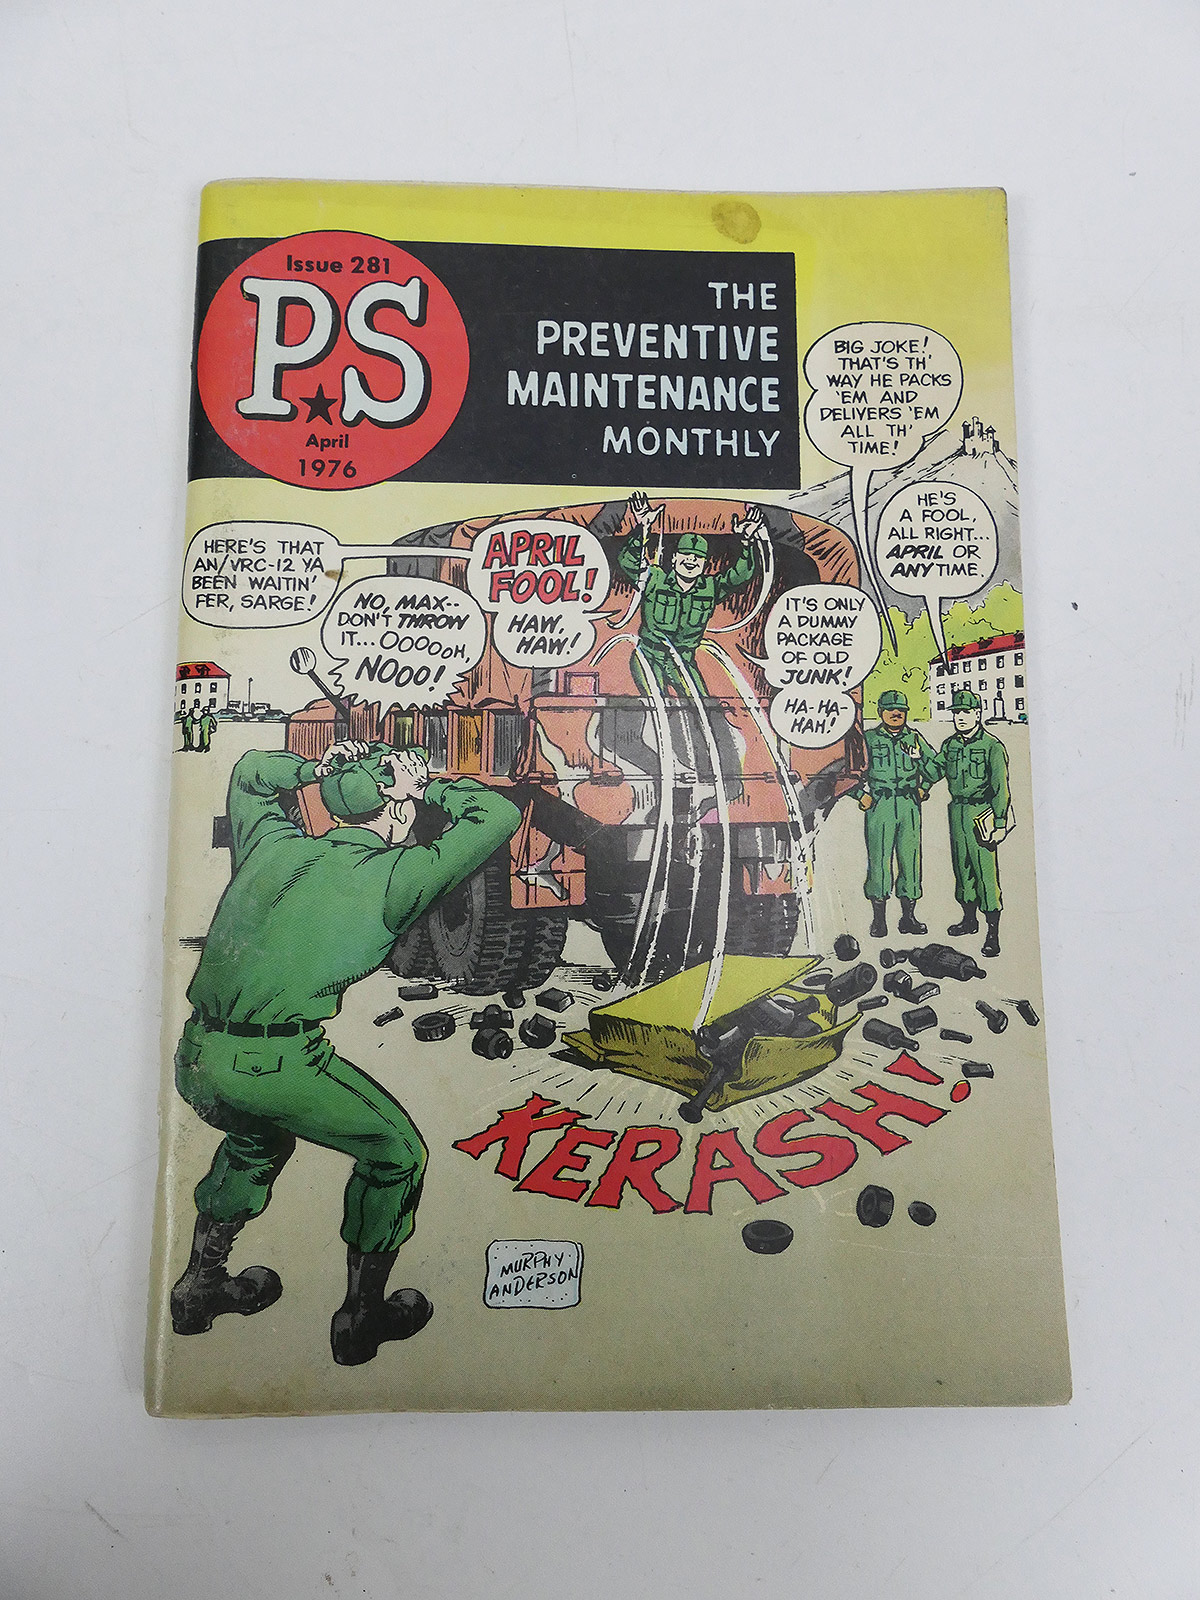 Issue 281
P★S
April
1976
THE
PREVENTIVE
MAINTENANCE
MONTHLY
BIG JOKE!
THAT'S TH'
WAY HE PACKS
'EM AND
DELIVERS 'EM
ALL TH'
TIME!
HE'S
A FOOL,
ALL RIGHT...
APRIL OR
ANYTIME.
HERE'S THAT
AN/VRC-12 YA
BEEN WAITIN'
FER, SARGE!
APRIL
FOOL!
HAW,
HAW!
NO, MAX--
DON'T THROW
IT... OOOOOH,
NOOO!
IT'S ONLY
A DUMMY
PACKAGE
OF OLD
JUNK!
HA-HA-
HAH!
KERASH!
MURPHY
ANDERSON